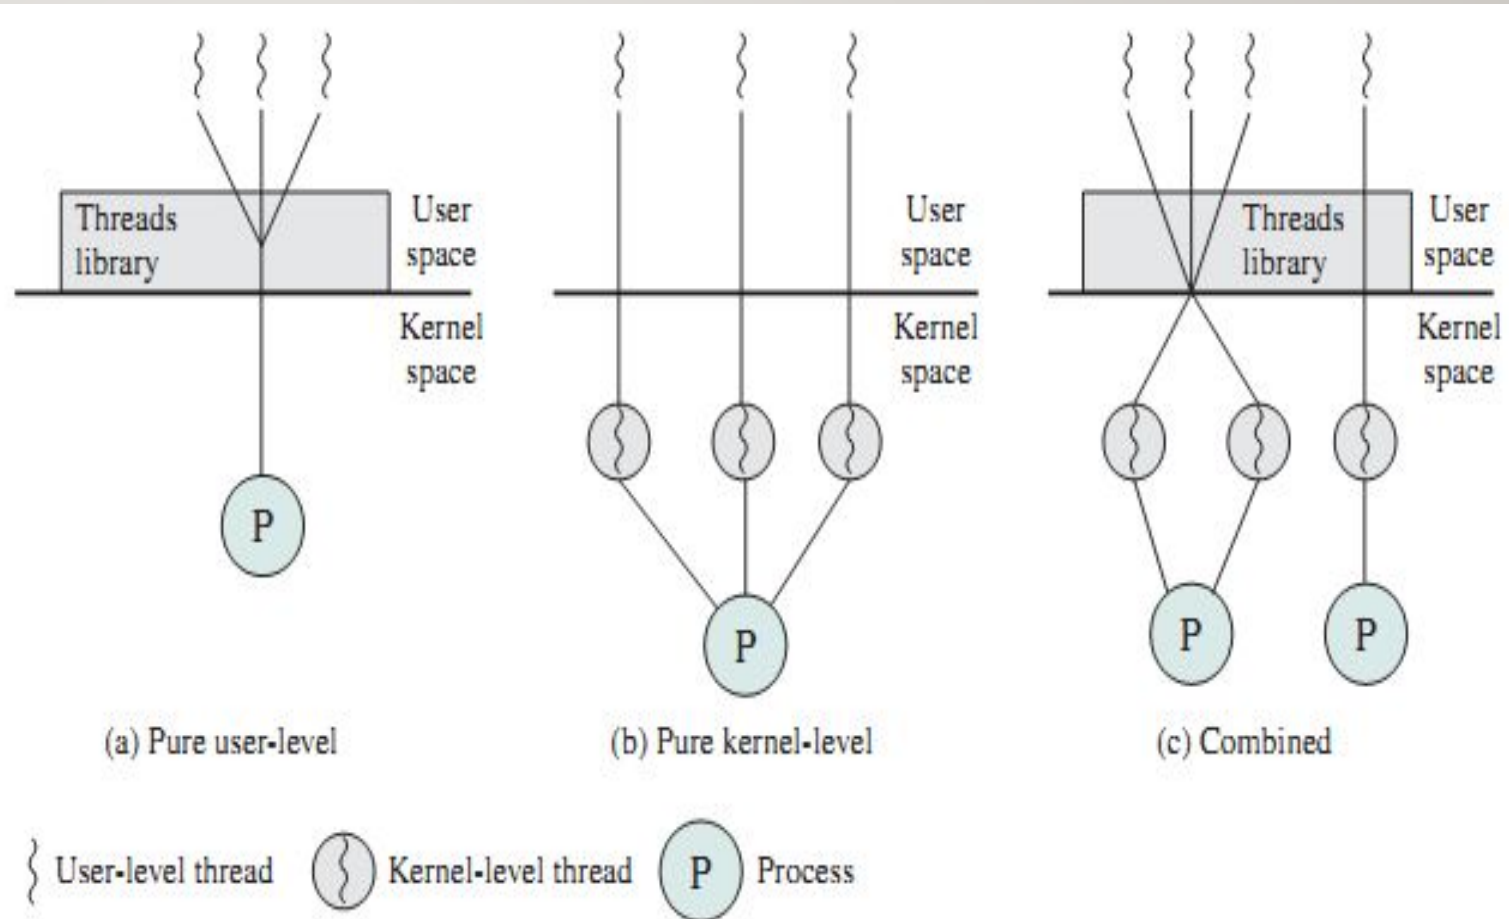 Threads
library
User
space
Kernel
space
P
(a) Pure user-level
User
space
Kernel
space
P
(b) Pure kernel-level
Threads
library
User
space
Kernel
space
P
P
(c) Combined
User-level thread
Kernel-level thread
P
Process